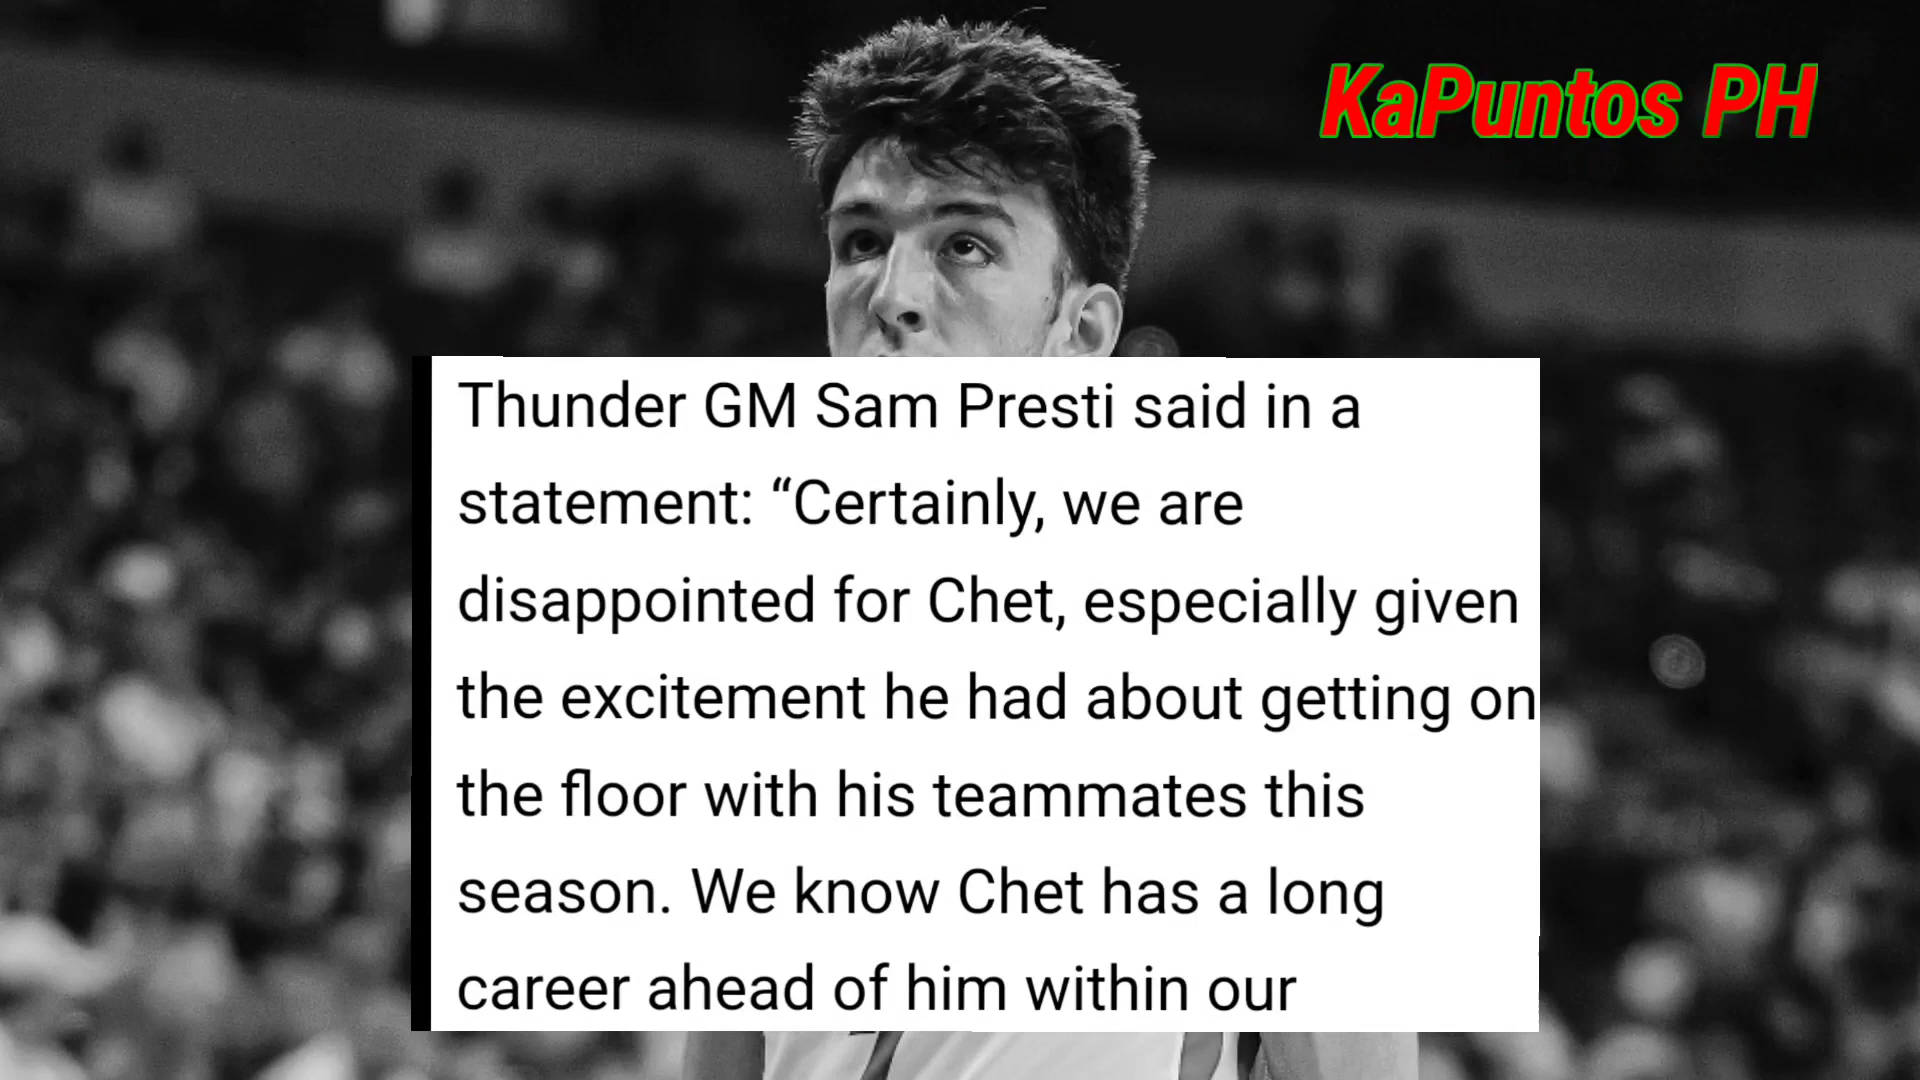 KaPuntos PH
Thunder GM Sam Presti said in a
statement: “Certainly, we are
disappointed for Chet, especially given
the excitement he had about getting on
the floor with his teammates this
season. We know Chet has a long
career ahead of him within our